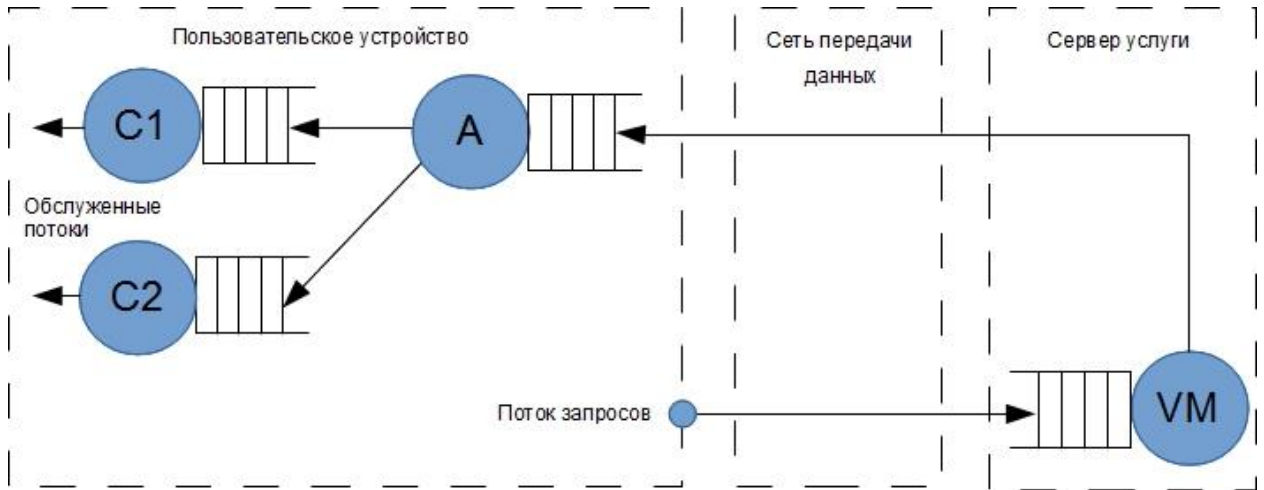 Пользовательское устройство
Сеть передачи
данных
Сервер услуги
C1
A
Обслуженные
потоки
C2
Поток запросов
VM